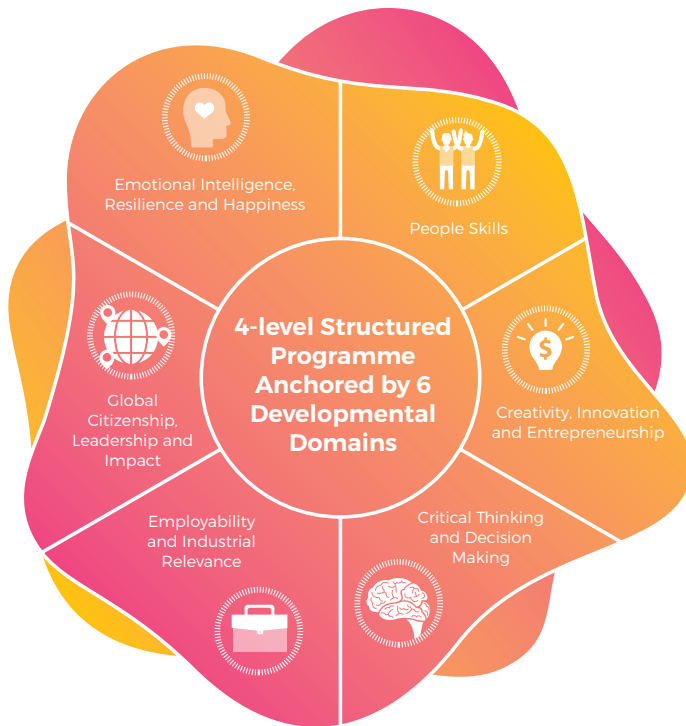 Emotional Intelligence,
Resilience and Happiness
People Skills
4-level Structured
Programme
Anchored by 6
Developmental
Domains
Global
Citizenship,
Leadership and
Impact
$
Creativity, Innovation
and Entrepreneurship
Employability
and Industrial
Relevance
Critical Thinking
and Decision
Making